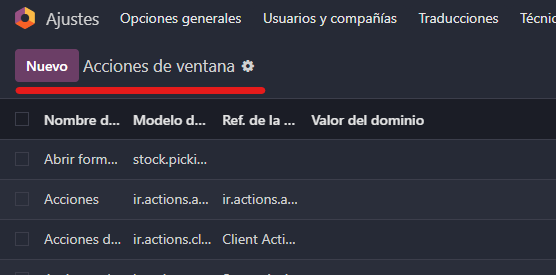 Ajustes Opciones generales Usuarios y compañías Traducciones Técnic
Nuevo Acciones de ventana
Nombre d... Modelo d... Ref. de la ... Valor del dominio
Abrir form... stock.picki...
Acciones ir.actions.a... ir.actions.a...
Acciones d... ir.actions.cl... Client Acti...